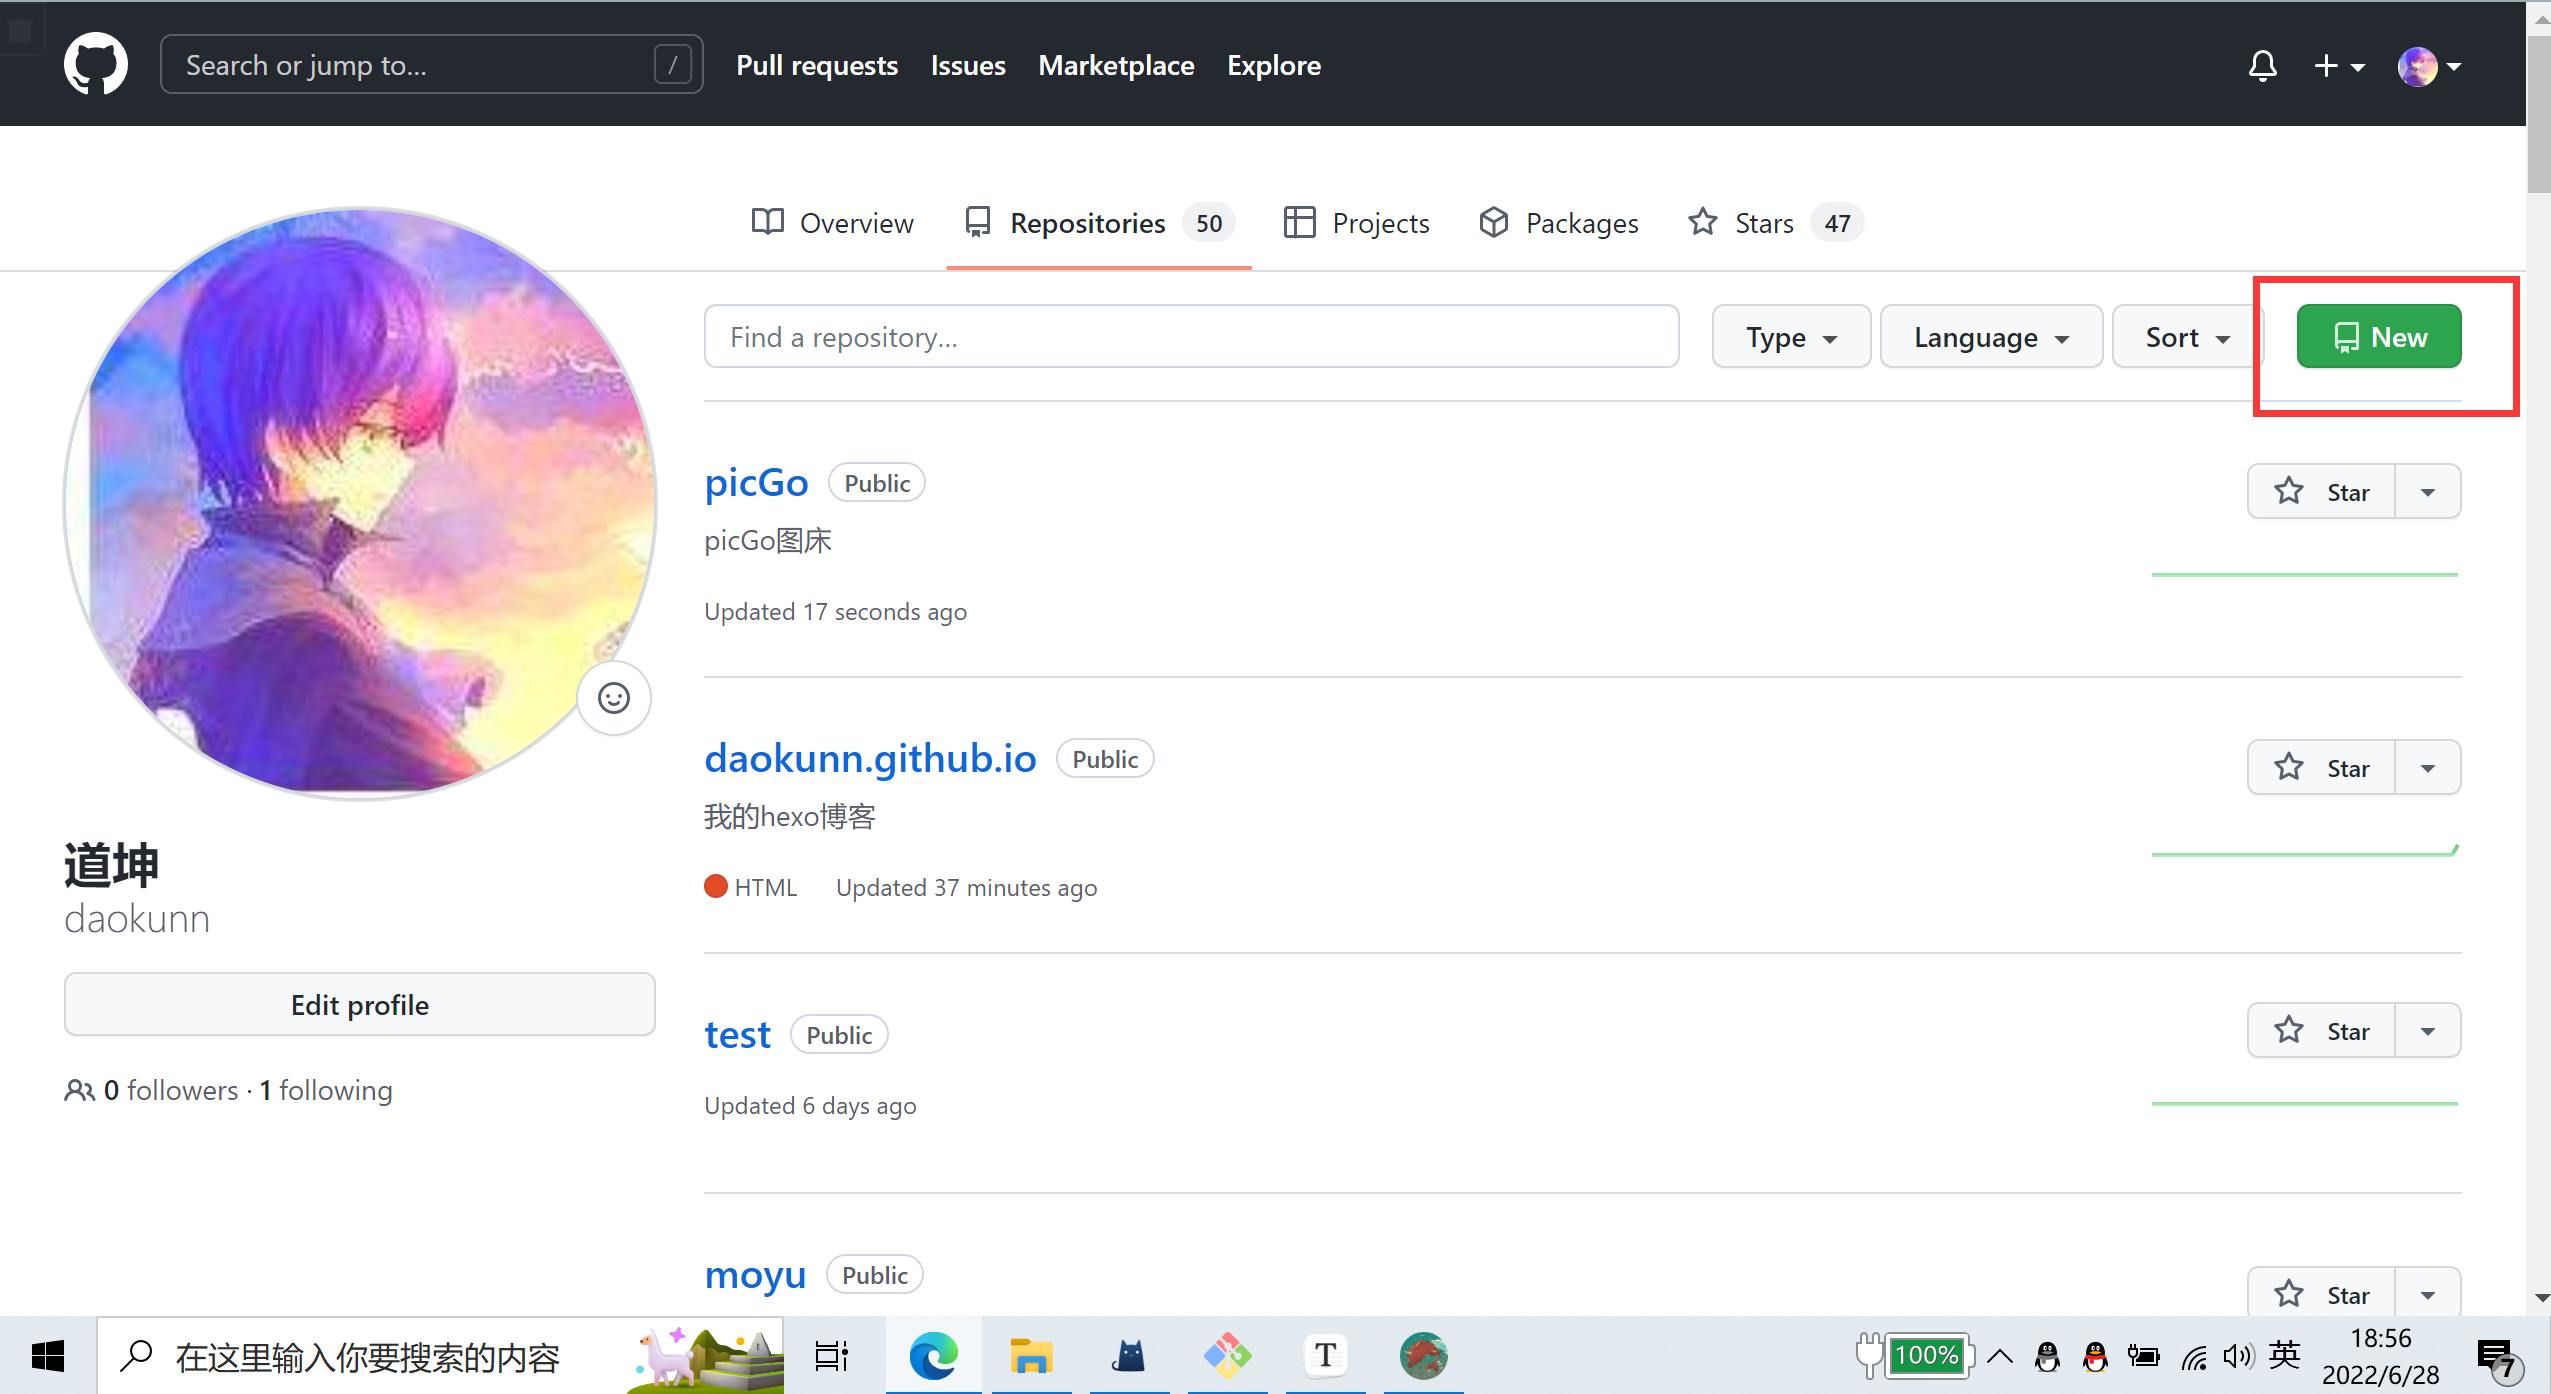 Search or jump to... / Pull requests Issues Marketplace Explore
Overview Repositories 50 Projects Packages Stars 47
Find a repository... Type Language Sort New
picGo Public Star
picGo图床
Updated 17 seconds ago
daokunn.github.io Public Star
我的hexo博客
HTML Updated 37 minutes ago
道坤
daokunn
Edit profile
0 followers · 1 following
test Public Star
Updated 6 days ago
moyu Public Star
在这里输入你要搜索的内容 T 100% 英 18:56
2022/6/28 7